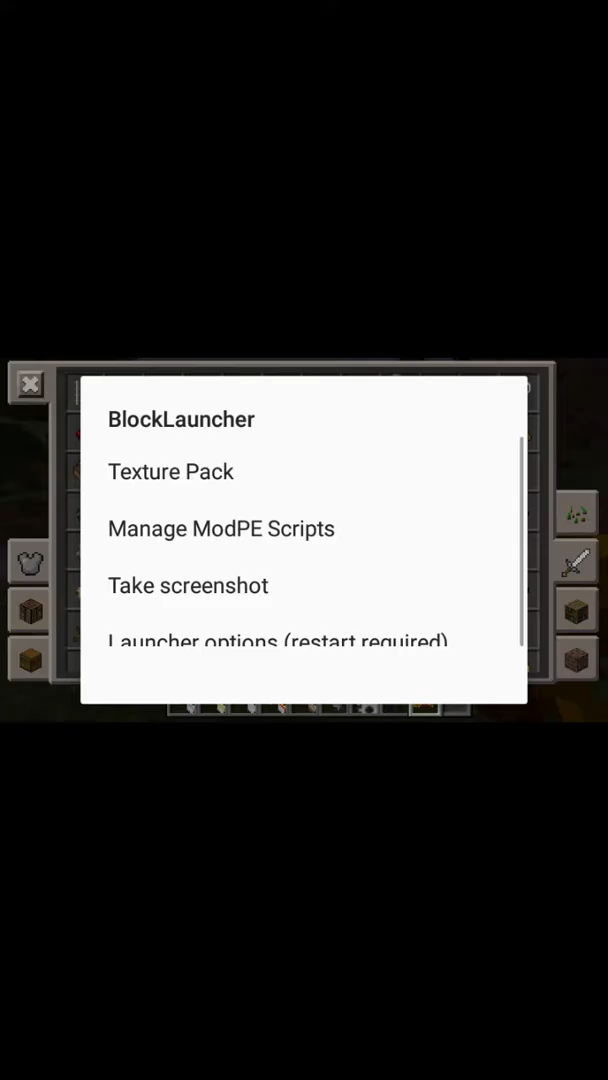 BlockLauncher
Texture Pack
Manage ModPE Scripts
Take screenshot
Launcher options (restart required)